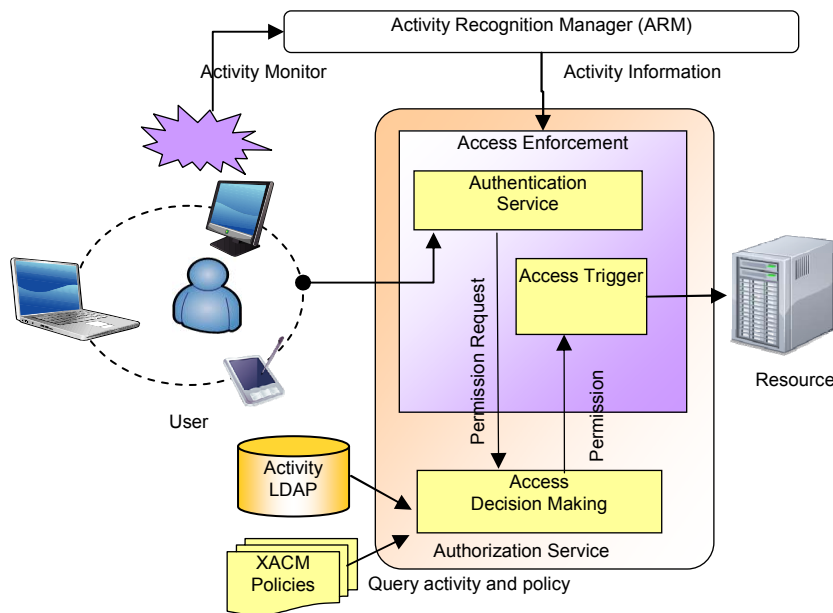 Activity Recognition Manager (ARM)
Activity Monitor
Activity Information
Access Enforcement
Authentication
Service
Access Trigger
Permission Request
Permission
Resource
User
Activity
LDAP
Access
Decision Making
XACM
Policies
Authorization Service
Query activity and policy